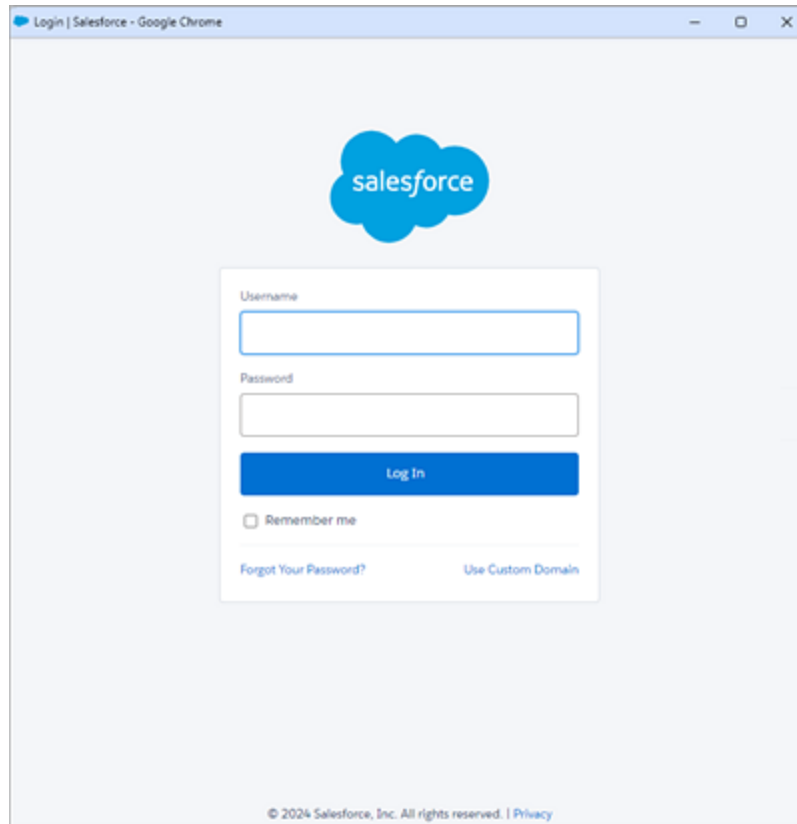 Login | Salesforce - Google Chrome
salesforce
Username
Password
Log In
Remember me
Forgot Your Password? Use Custom Domain
© 2024 Salesforce, Inc. All rights reserved. | Privacy